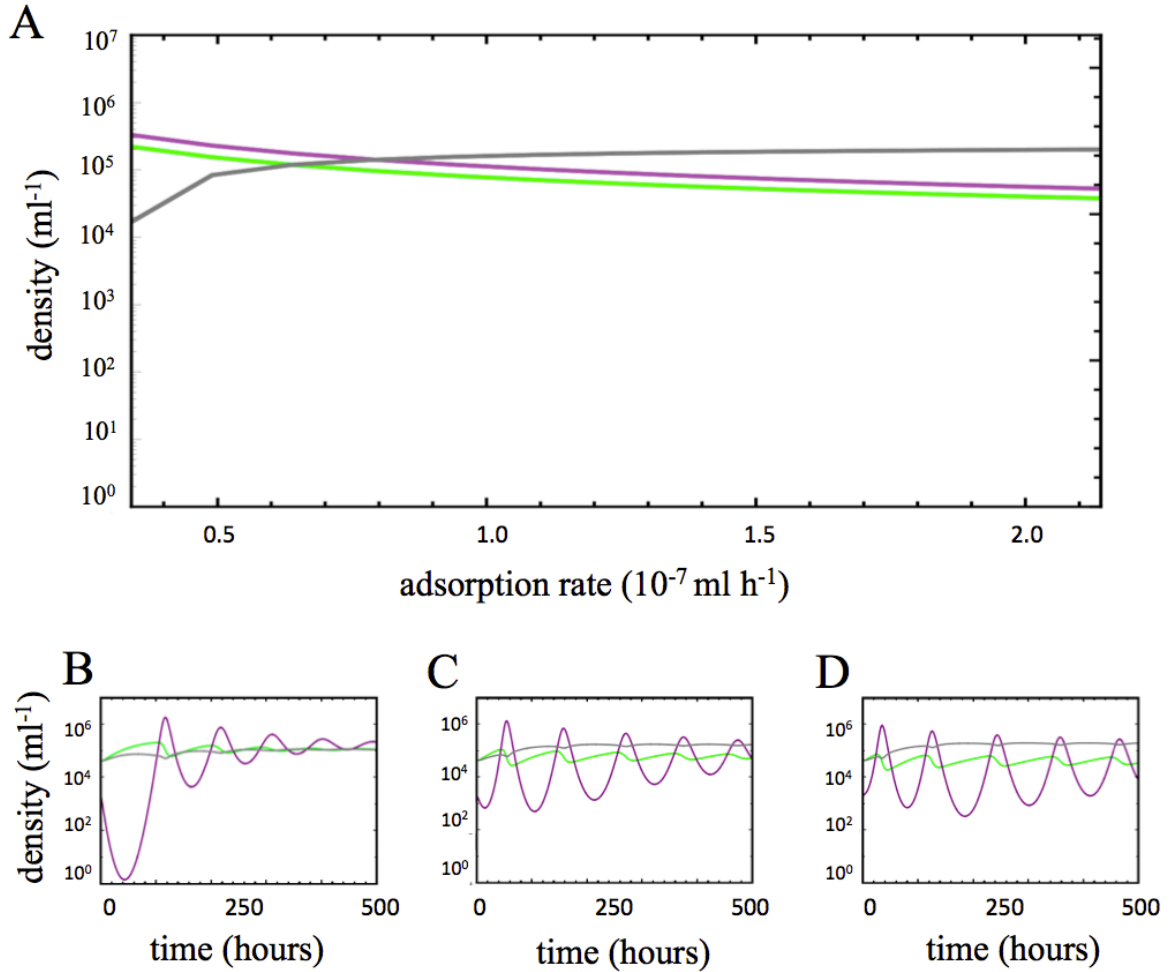 A
10⁷
10⁶
10⁵
10⁴
10³
10²
10¹
10⁰
density (ml⁻¹)
0.5 1.0 1.5 2.0
adsorption rate (10⁻⁷ ml h⁻¹)
B C D
density (ml⁻¹)
10⁶ 10⁶ 10⁶
10⁴ 10⁴ 10⁴
10² 10² 10²
10⁰ 10⁰ 10⁰
0 250 500 0 250 500 0 250 500
time (hours) time (hours) time (hours)